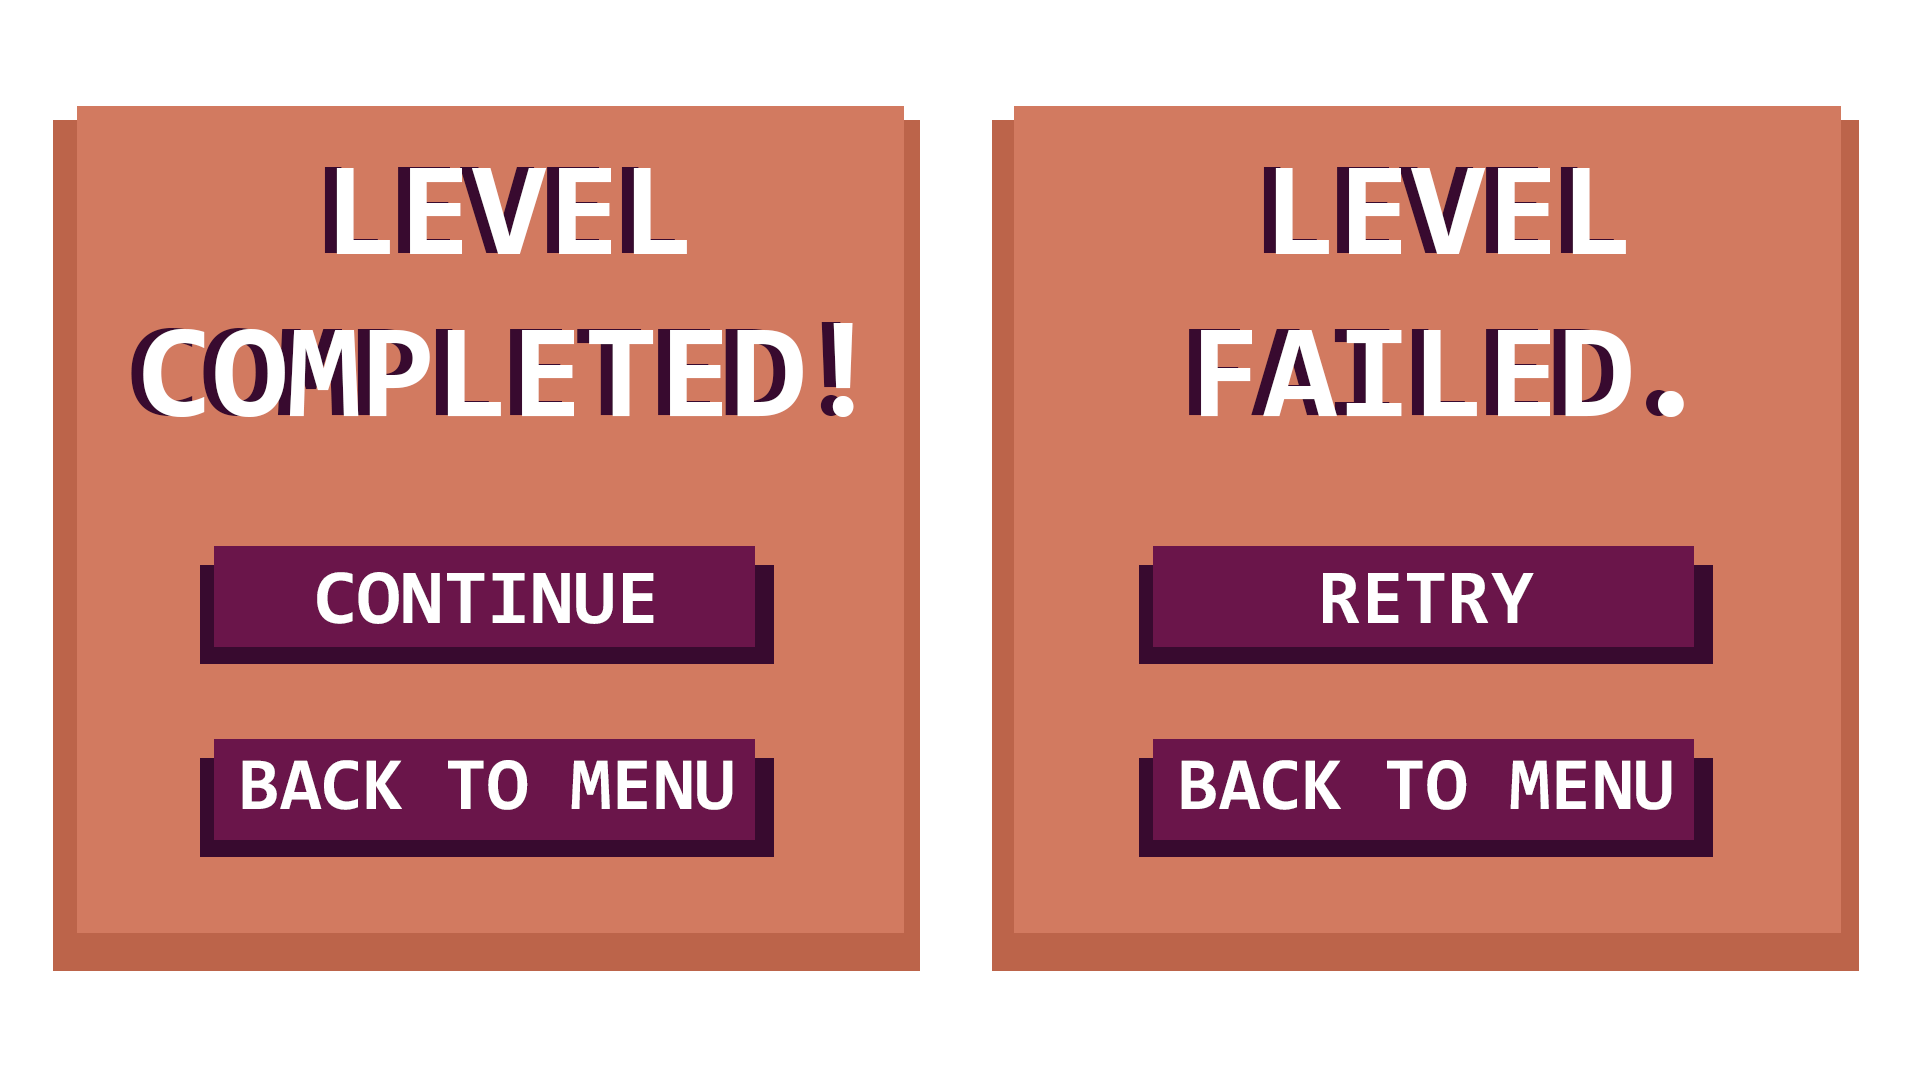 LEVEL
COMPLETED!
CONTINUE
BACK TO MENU
LEVEL
FAILED.
RETRY
BACK TO MENU